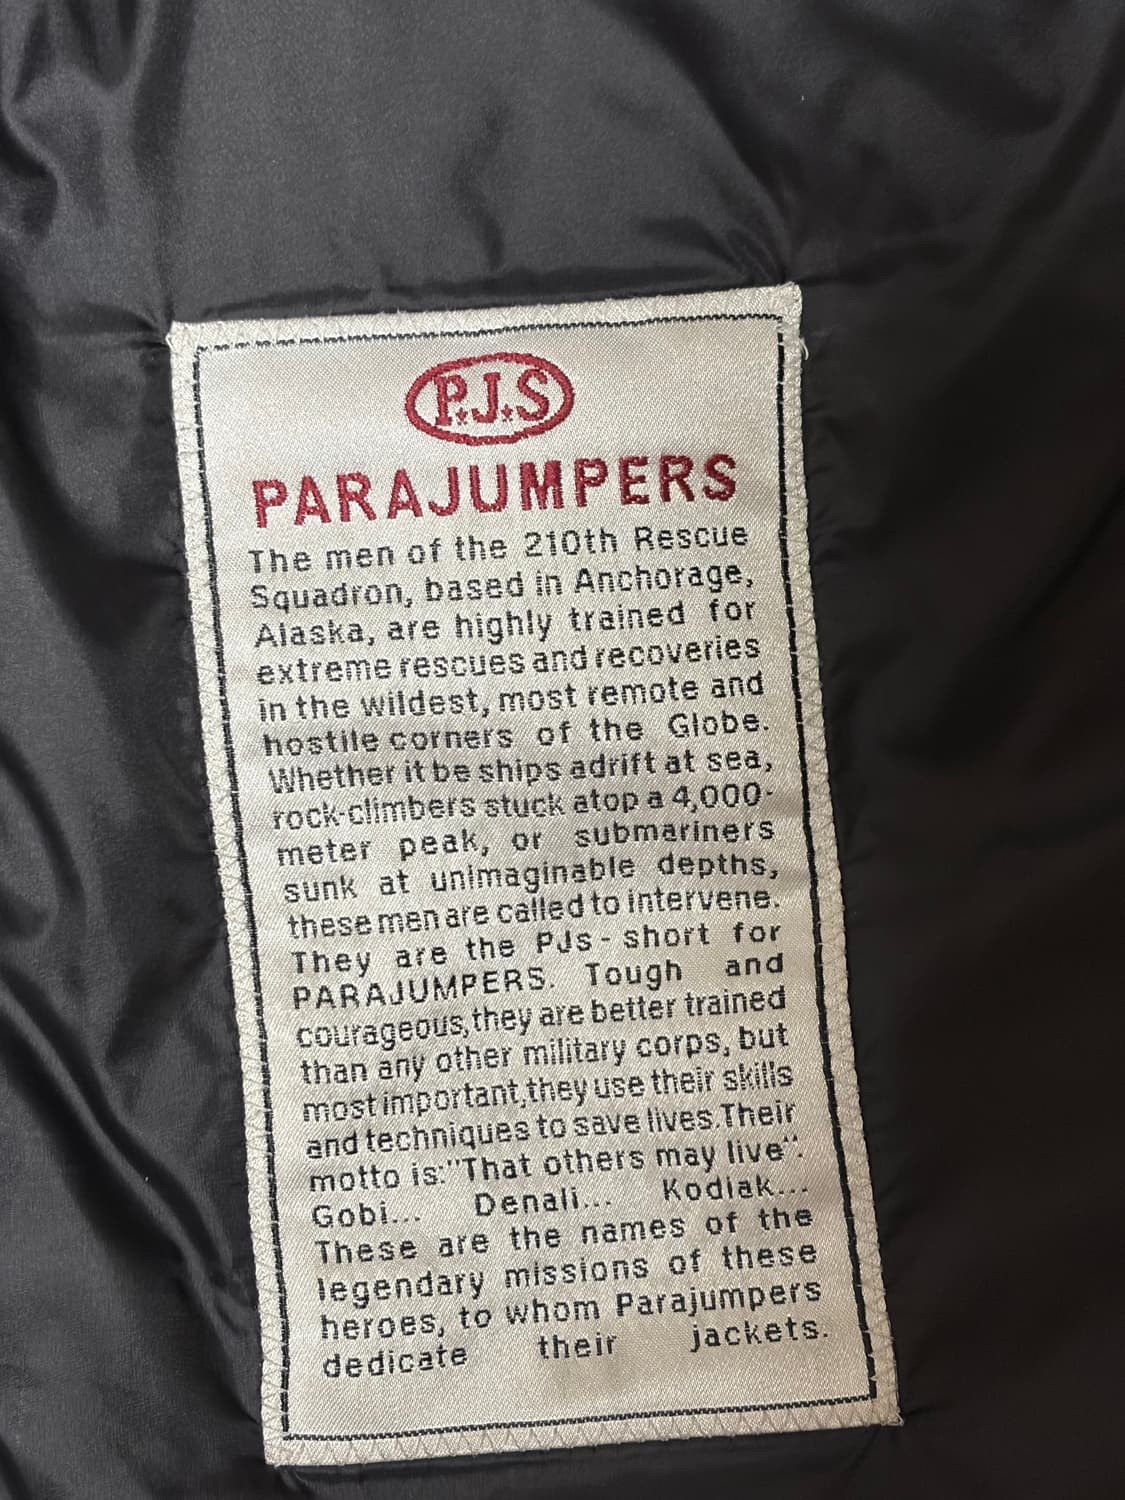 P.J.S
PARAJUMPERS
The men of the 210th Rescue
Squadron, based in Anchorage,
Alaska, are highly trained for
extreme rescues and recoveries
in the wildest, most remote and
hostile corners of the Globe.
Whether it be ships adrift at sea,
rock-climbers stuck atop a 4,000-
meter peak, or submariners
sunk at unimaginable depths,
these men are called to intervene.
They are the PJs - short for
PARAJUMPERS. Tough and
courageous, they are better trained
than any other military corps, but
most important, they use their skills
and techniques to save lives. Their
motto is: "That others may live".
Gobi... Denali... Kodiak...
These are the names of the
legendary missions of these
heroes, to whom Parajumpers
dedicate their jackets.